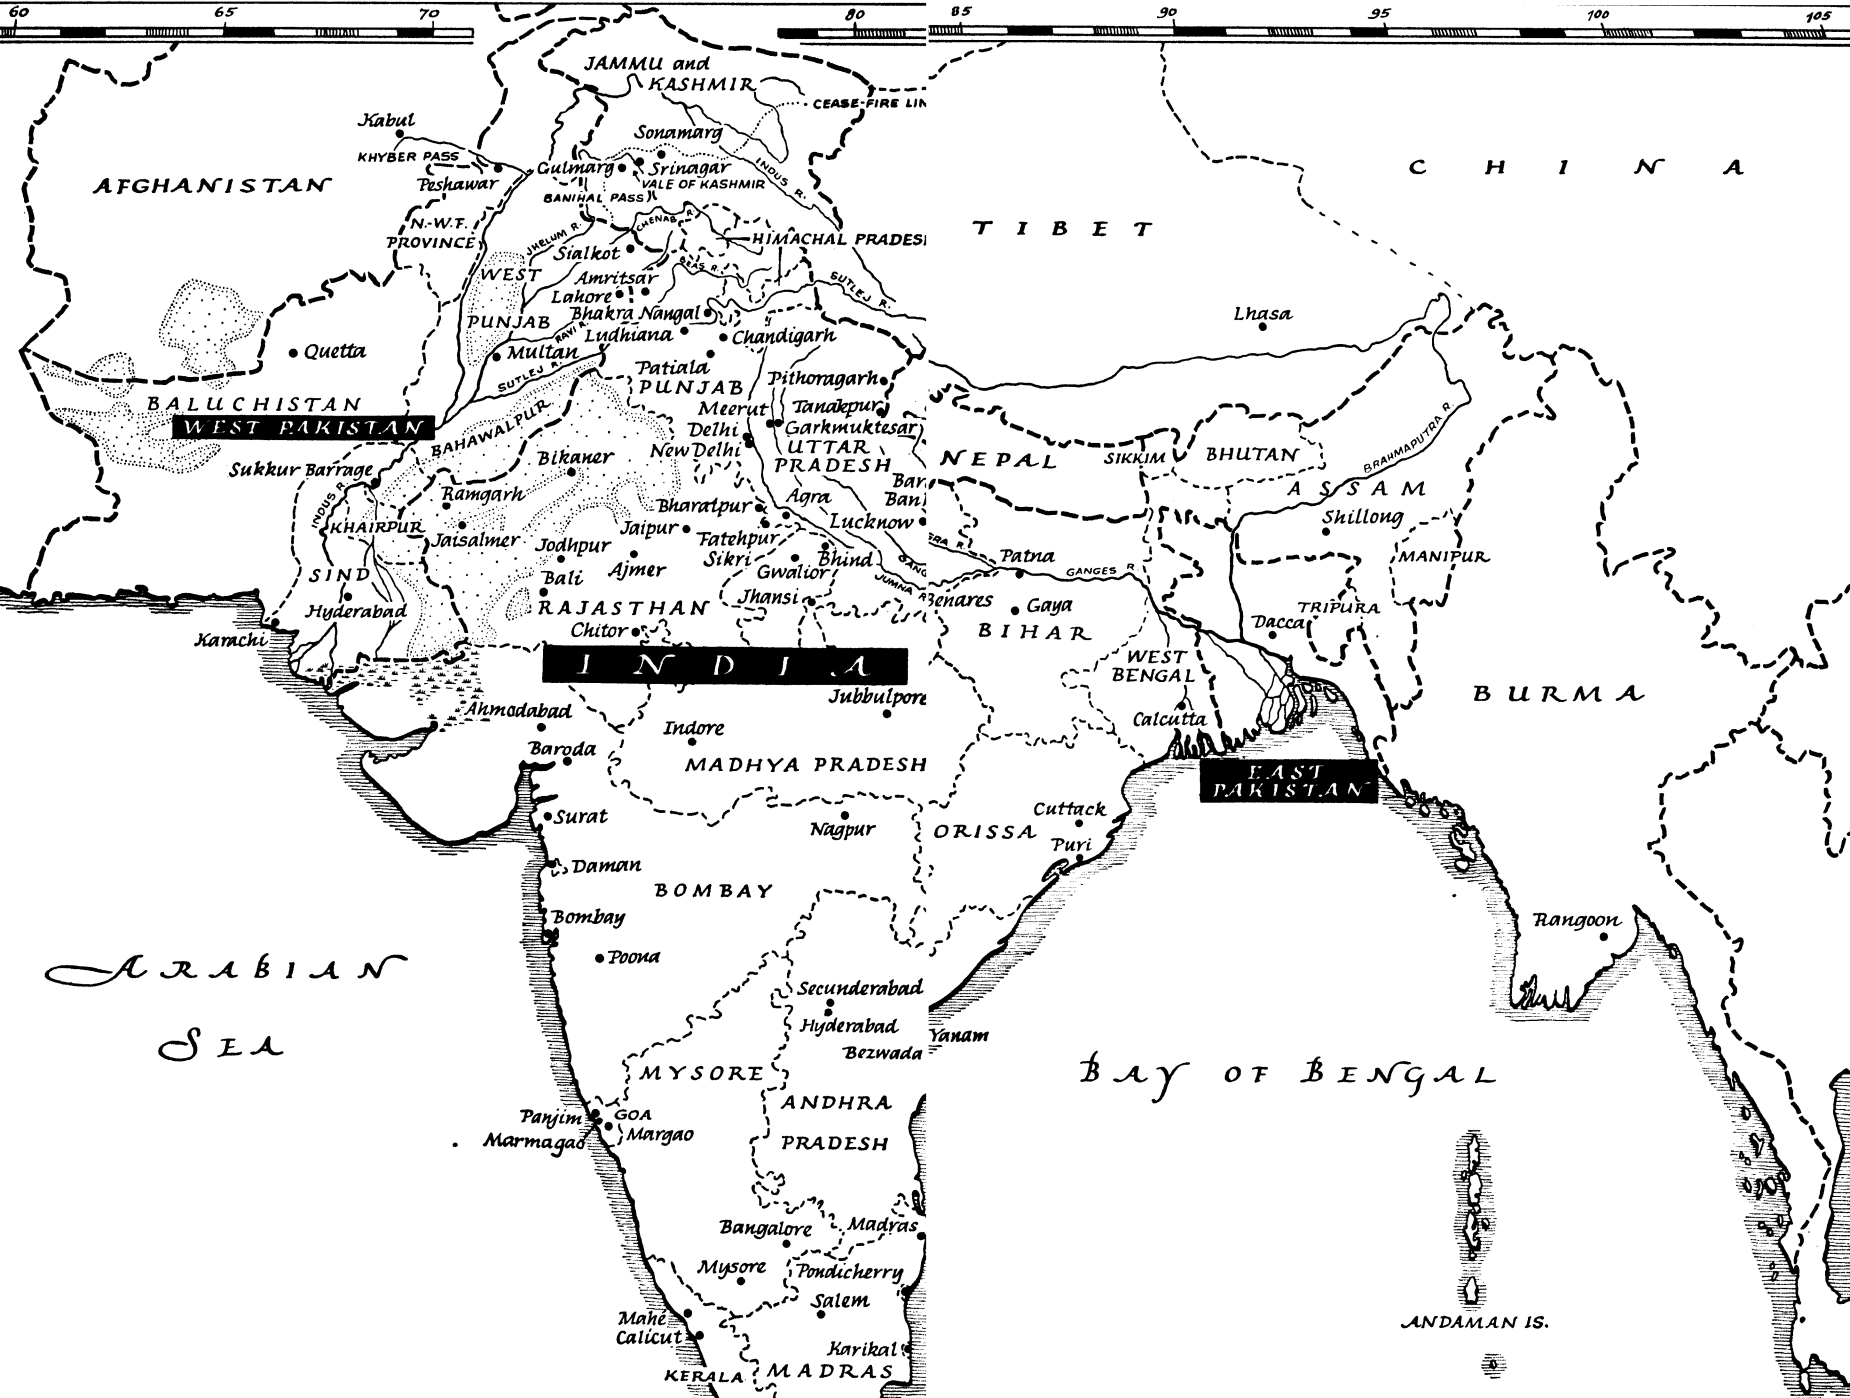 60 65 70 80 85 90 95 100 105
JAMMU and
KASHMIR
CEASE-FIRE LIN
Kabul
KHYBER PASS
Sonamarg
Gulmarg
Srinagar
AFGHANISTAN
Peshawar
VALE OF KASHMIR
BANIHAL PASS
INDUS R.
CHINA
N.-W.F.
PROVINCE
JHELUM R.
CHENAB R.
HIMACHAL PRADES
TIBET
Sialkot
BEAS R.
WEST
PUNJAB
Amritsar
Lahore
SUTLEJ R.
Bhakra Nangal
RAVI R.
Ludhiana
Chandigarh
Lhasa
Quetta
Multan
SUTLEJ R.
Patiala
PUNJAB
Pithoragarh
BALUCHISTAN
WEST PAKISTAN
BAHAWALPUR
Meerut
Tanakpur
Delhi
Garkmuktesar
New Delhi
UTTAR
PRADESH
NEPAL
SIKKIM
BHUTAN
BRAHMAPUTRA R.
Sukkur Barrage
Bikaner
Bar
Ban
ASSAM
INDUS R.
Ramgarh
Agra
Bharatpur
Shillong
KHAIRPUR
Jaisalmer
Jaipur
Lucknow
Jodhpur
Fatehpur
Sikri
GRA R.
Patna
MANIPUR
Ajmer
Bhind
Gwalior
GANG
JUMNA R.
GANGES R.
SIND
Bali
Hyderabad
RAJASTHAN
Jhansi
Benares
Gaya
TRIPURA
Karachi
Chitor
BIHAR
Dacca
INDIA
WEST
BENGAL
BURMA
Jubbulpore
Ahmodabad
Indore
Calcutta
Baroda
MADHYA PRADESH
EAST
PAKISTAN
Surat
Nagpur
Cuttack
ORISSA
Puri
Daman
BOMBAY
Bombay
Rangoon
Poona
ARABIAN
SEA
Secunderabad
Hyderabad
Yanam
Bezwada
MYSORE
BAY OF BENGAL
ANDHRA
PRADESH
Panjim
GOA
Marmagao
Margao
Bangalore
Madras
Mysore
Pondicherry
Salem
Mahé
Calicut
ANDAMAN IS.
Karikal
KERALA
MADRAS